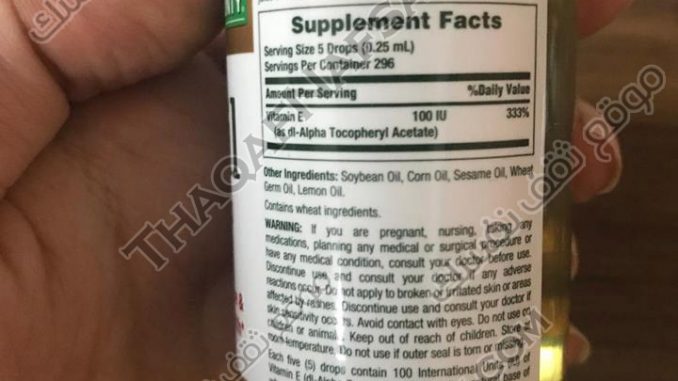 Supplement Facts
Serving Size 5 Drops (0.25 mL)
Servings Per Container 296
Amount Per Serving %Daily Value
Vitamin E 100 IU 333%
(as dl-Alpha Tocopheryl Acetate)
Other Ingredients: Soybean Oil, Corn Oil, Sesame Oil, Wheat
Germ Oil, Lemon Oil.
Contains wheat ingredients.
WARNING: If you are pregnant, nursing, taking any
medications, planning any medical or surgical procedure or
have any medical condition, consult your doctor before use.
Discontinue use and consult your doctor if any adverse
reactions occur. Do not apply to broken or irritated skin or areas
affected by rashes. Discontinue use and consult your doctor if
skin sensitivity occurs. Avoid contact with eyes. Do not use on
children or animals. Keep out of reach of children. Store at
room temperature. Do not use if outer seal is torn or missing.
Each five (5) drops contain 100 International Units of
Vitamin E (dl-Alpha
موقع ثقف نفسك